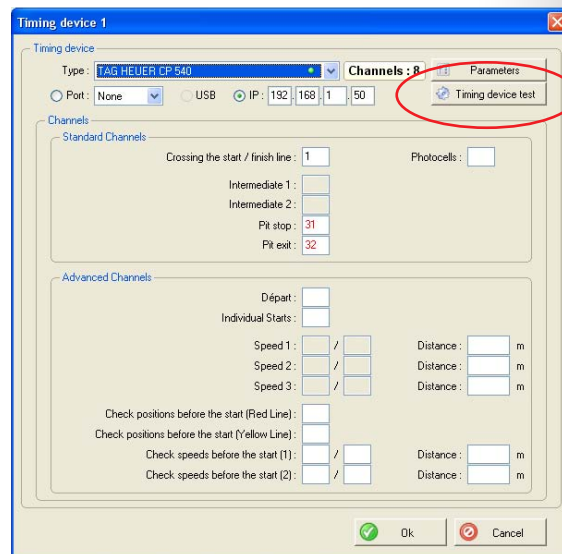 Timing device 1
Timing device
Type : TAG HEUER CP 540 Channels : 8 Parameters
Port : None USB IP : 192 . 168 . 1 . 50 Timing device test
Channels
Standard Channels
Crossing the start / finish line : 1 Photocells :
Intermediate 1 :
Intermediate 2 :
Pit stop : 31
Pit exit : 32
Advanced Channels
Départ :
Individual Starts :
Speed 1 : / Distance : m
Speed 2 : / Distance : m
Speed 3 : / Distance : m
Check positions before the start (Red Line) :
Check positions before the start (Yellow Line) :
Check speeds before the start (1) : / Distance : m
Check speeds before the start (2) : / Distance : m
Ok Cancel